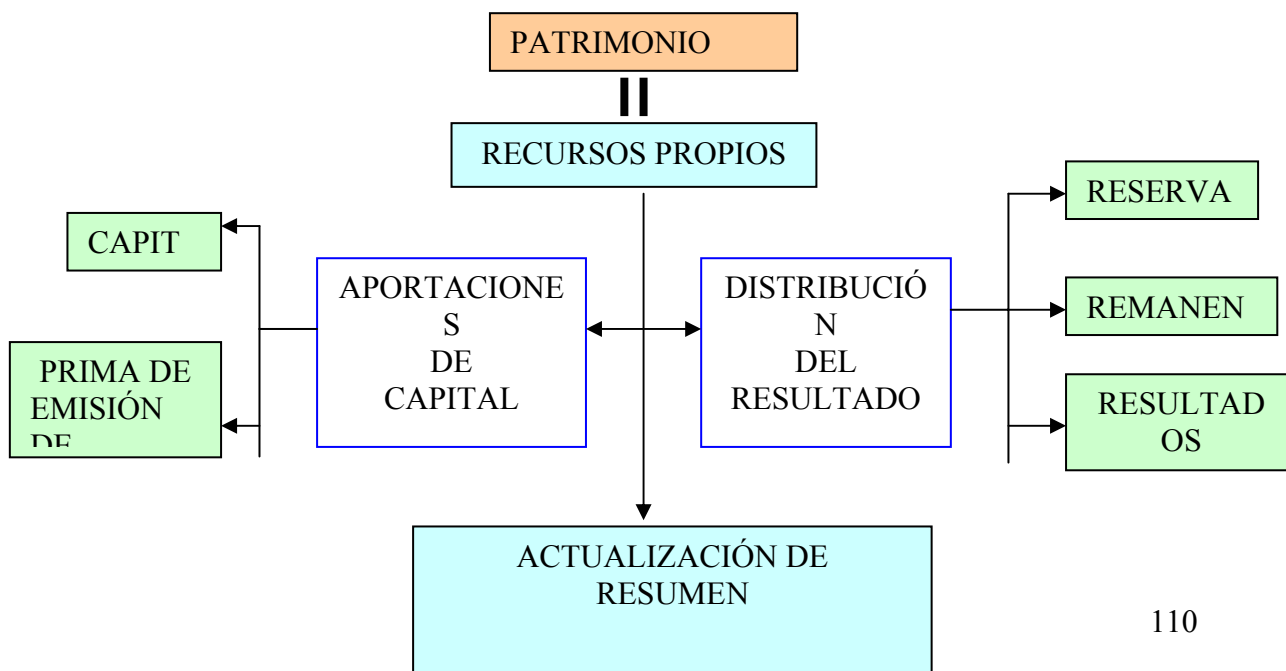 PATRIMONIO
RECURSOS PROPIOS
CAPIT
PRIMA DE
EMISIÓN
DE
APORTACIONE
S
DE
CAPITAL
DISTRIBUCIÓ
N
DEL
RESULTADO
RESERVA
REMANEN
RESULTAD
OS
ACTUALIZACIÓN DE
RESUMEN
110